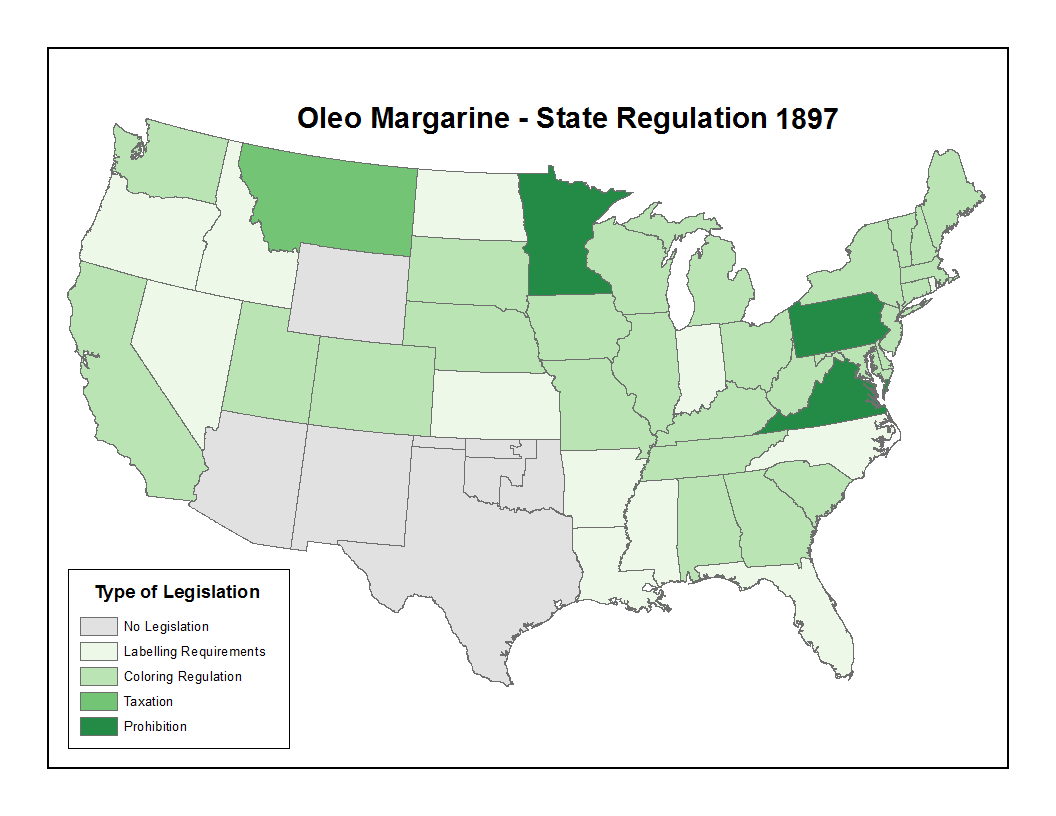 Oleo Margarine - State Regulation 1897
Type of Legislation
No Legislation
Labelling Requirements
Coloring Regulation
Taxation
Prohibition